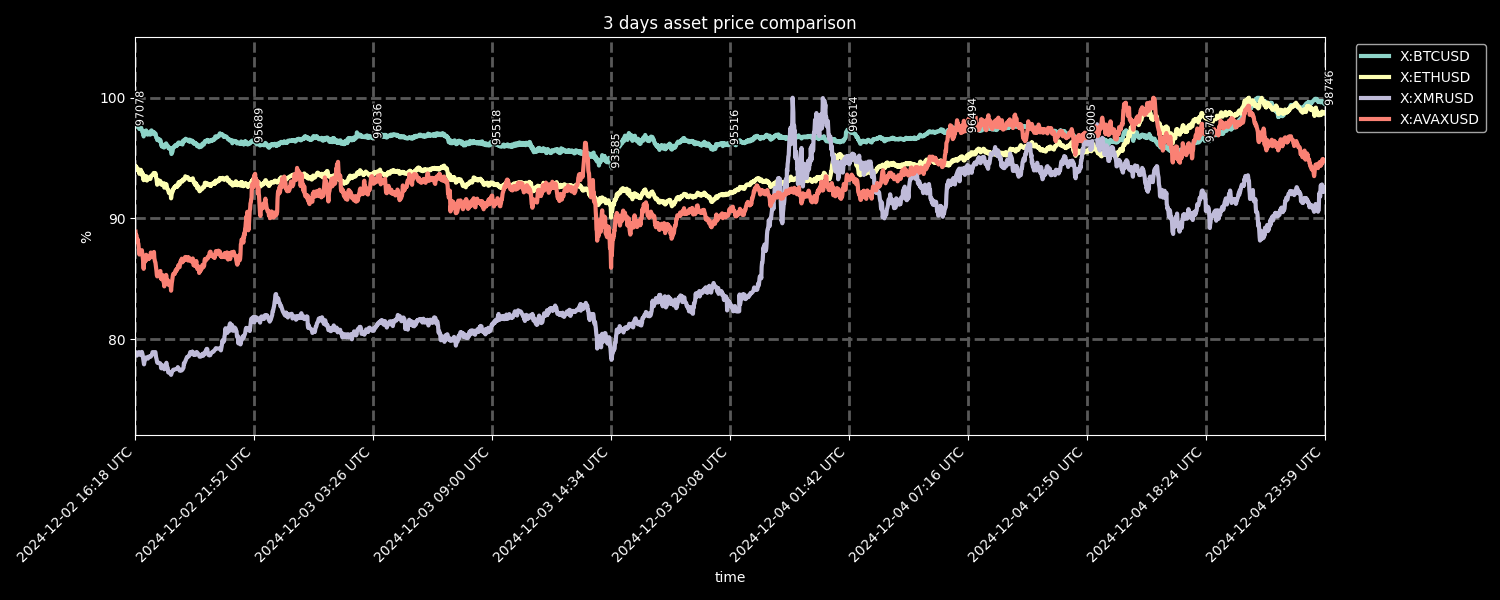 3 days asset price comparison
X:BTCUSD
X:ETHUSD
X:XMRUSD
X:AVAXUSD
100
90
80
%
97078
95689
96036
95518
93585
95516
96614
96494
96005
95743
98746
2024-12-02 16:18 UTC
2024-12-02 21:52 UTC
2024-12-03 03:26 UTC
2024-12-03 09:00 UTC
2024-12-03 14:34 UTC
2024-12-03 20:08 UTC
2024-12-04 01:42 UTC
2024-12-04 07:16 UTC
2024-12-04 12:50 UTC
2024-12-04 18:24 UTC
2024-12-04 23:59 UTC
time